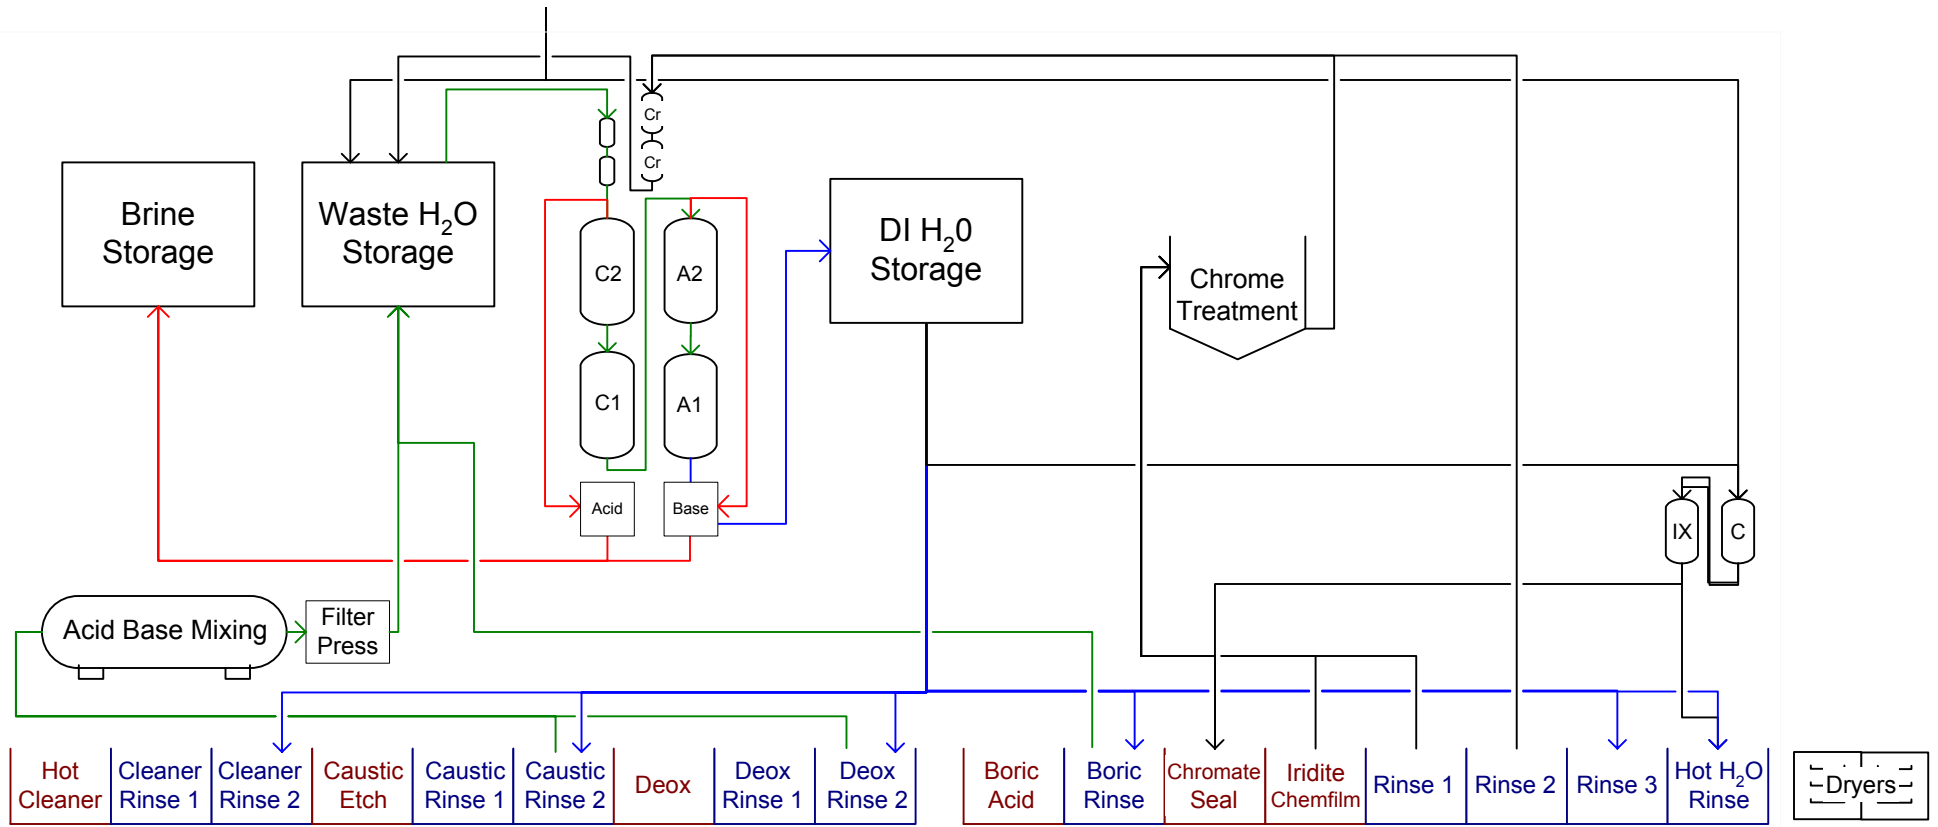 Cr
Cr
Brine
Storage
Waste H₂O
Storage
C2
A2
DI H₂0
Storage
Chrome
Treatment
C1
A1
Acid
Base
IX
C
Acid Base Mixing
Filter
Press
Hot
Cleaner
Cleaner
Rinse 1
Cleaner
Rinse 2
Caustic
Etch
Caustic
Rinse 1
Caustic
Rinse 2
Deox
Deox
Rinse 1
Deox
Rinse 2
Boric
Acid
Boric
Rinse
Chromate
Seal
Iridite
Chemfilm
Rinse 1
Rinse 2
Rinse 3
Hot H₂O
Rinse
Dryers